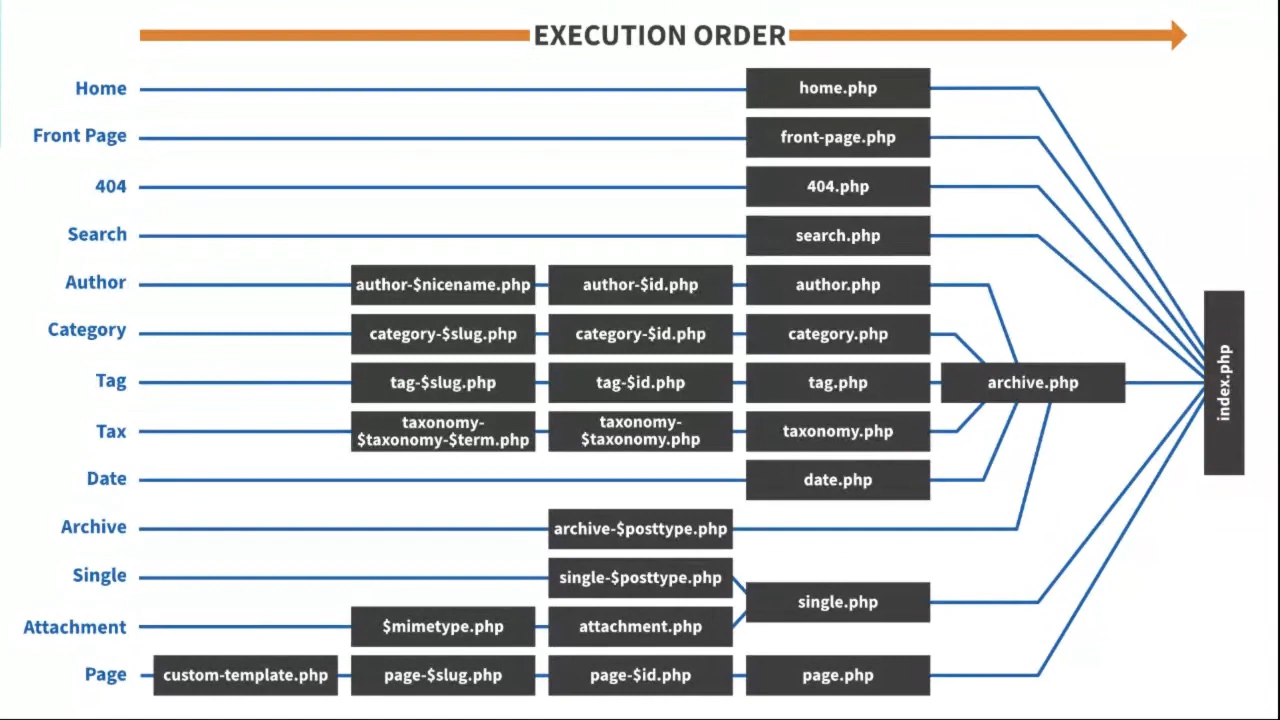 EXECUTION ORDER
Home
home.php
Front Page
front-page.php
404
404.php
Search
search.php
Author
author-$nicename.php
author-$id.php
author.php
Category
category-$slug.php
category-$id.php
category.php
Tag
tag-$slug.php
tag-$id.php
tag.php
archive.php
index.php
Tax
taxonomy-
$taxonomy-$term.php
taxonomy-
$taxonomy.php
taxonomy.php
Date
date.php
Archive
archive-$posttype.php
Single
single-$posttype.php
single.php
Attachment
$mimetype.php
attachment.php
Page
custom-template.php
page-$slug.php
page-$id.php
page.php